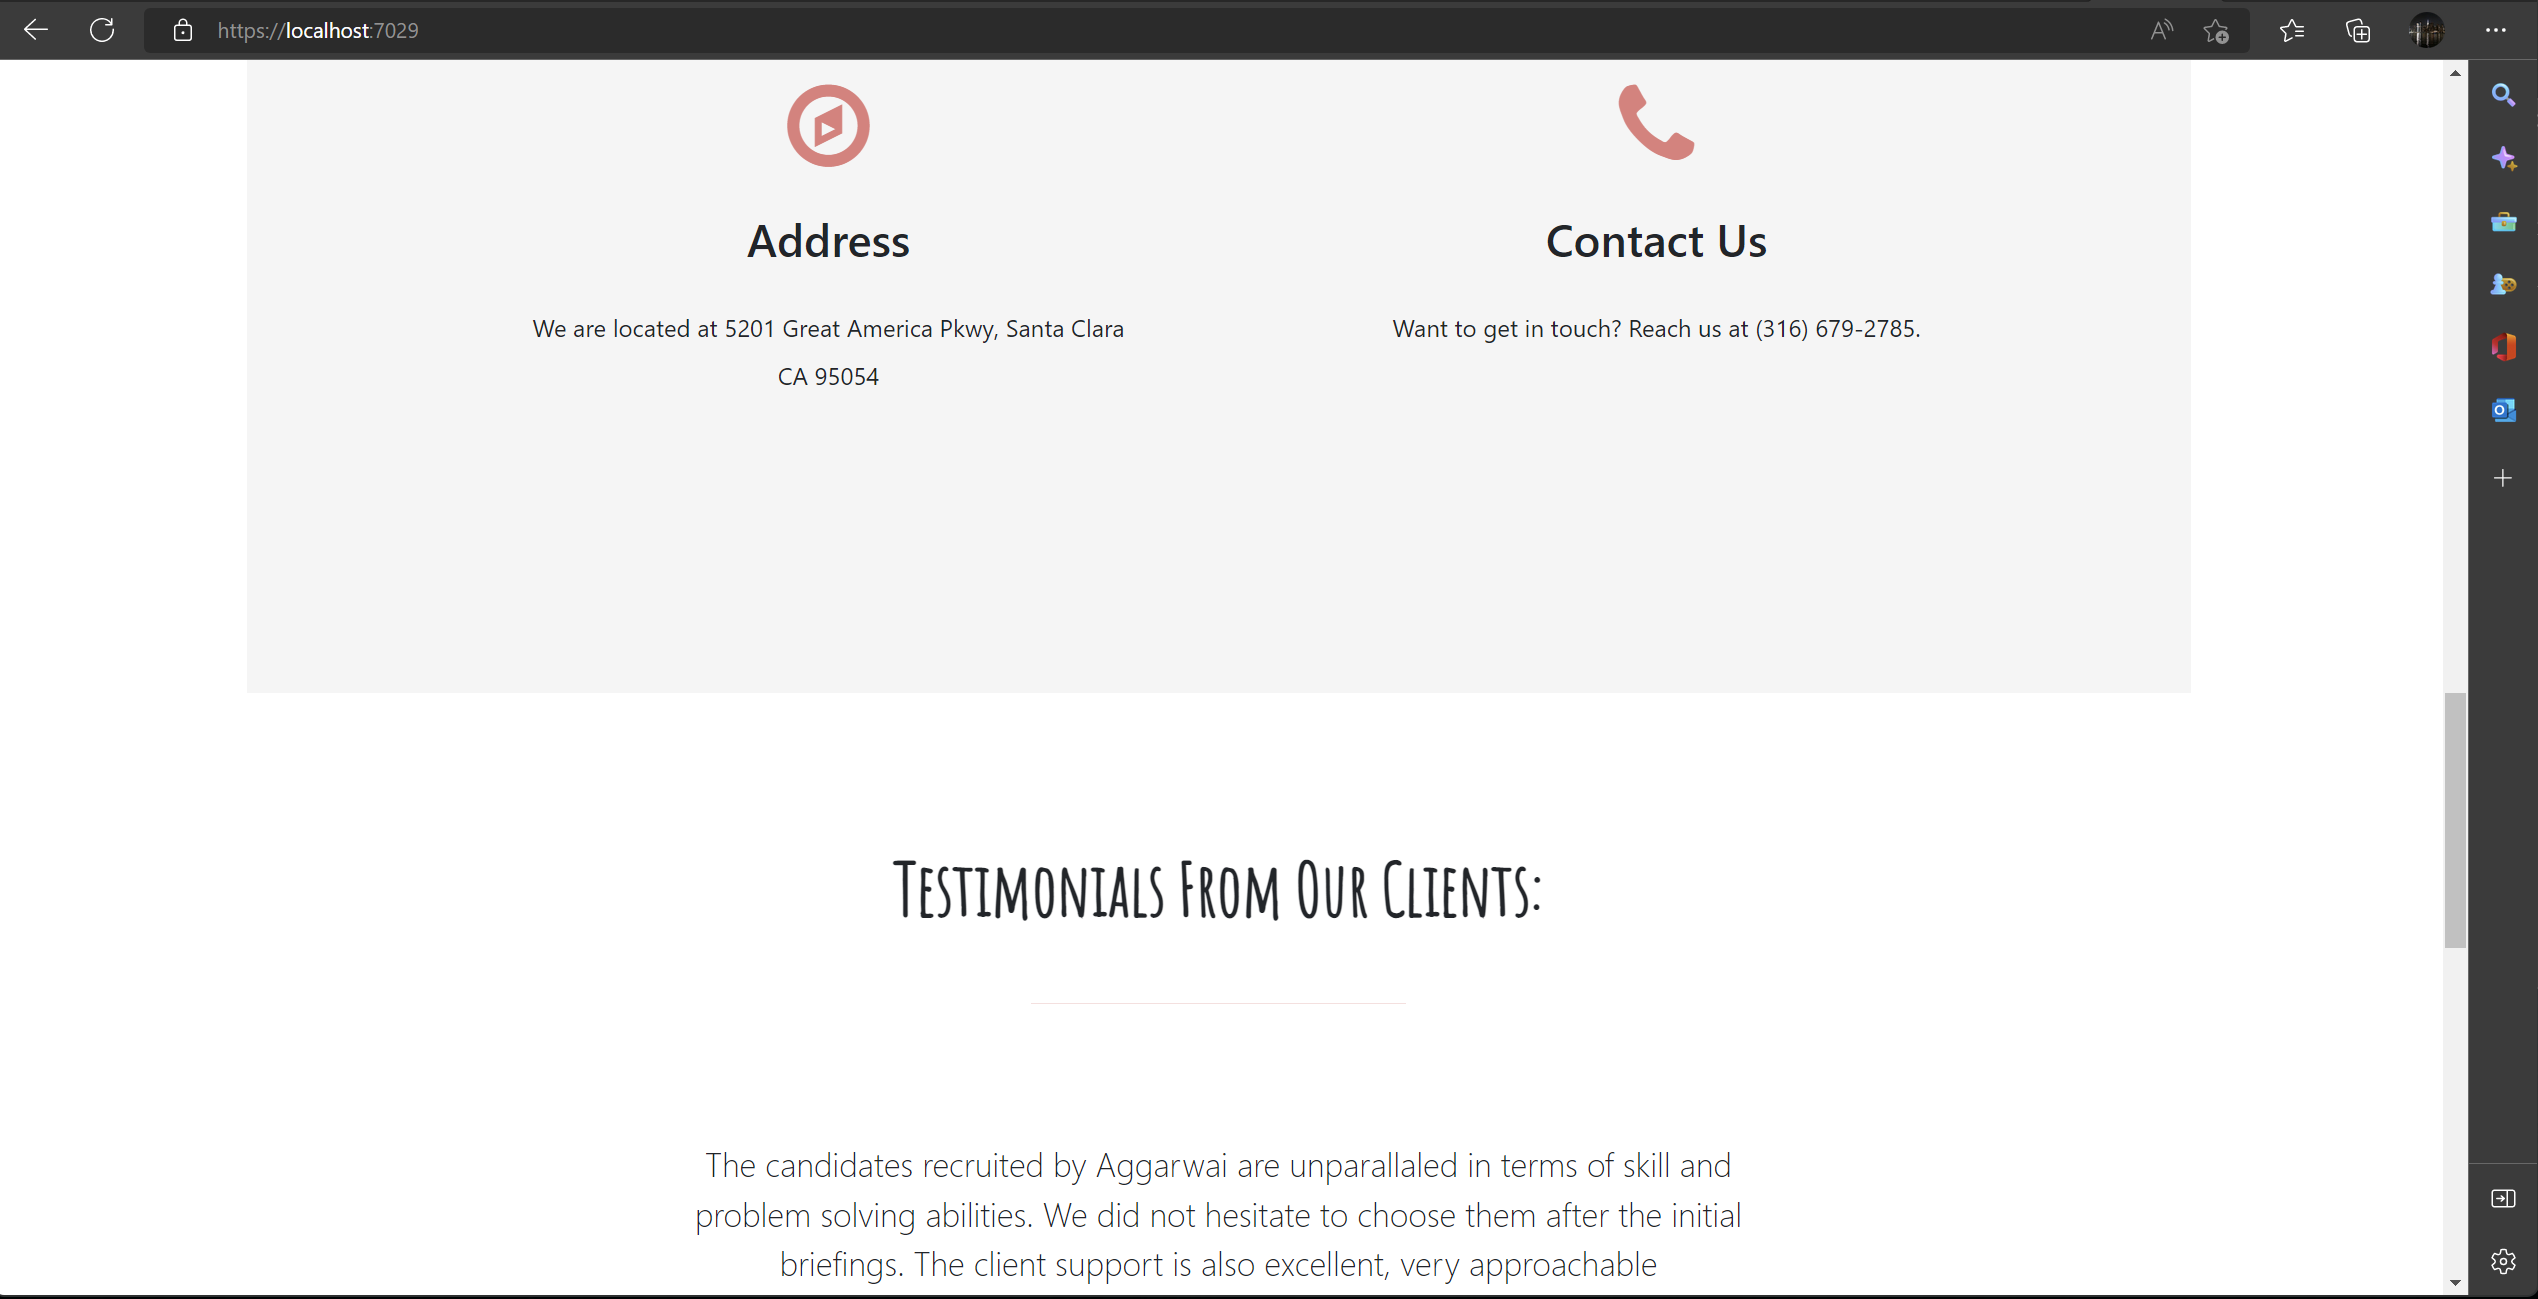 https://localhost:7029
Address
Contact Us
We are located at 5201 Great America Pkwy, Santa Clara
CA 95054
Want to get in touch? Reach us at (316) 679-2785.
Testimonials From Our Clients:
The candidates recruited by Aggarwai are unparallaled in terms of skill and
problem solving abilities. We did not hesitate to choose them after the initial
briefings. The client support is also excellent, very approachable